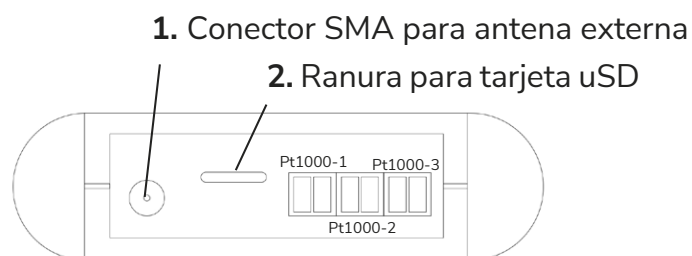 1. Conector SMA para antena externa
2. Ranura para tarjeta uSD
Pt1000-1 Pt1000-3
Pt1000-2